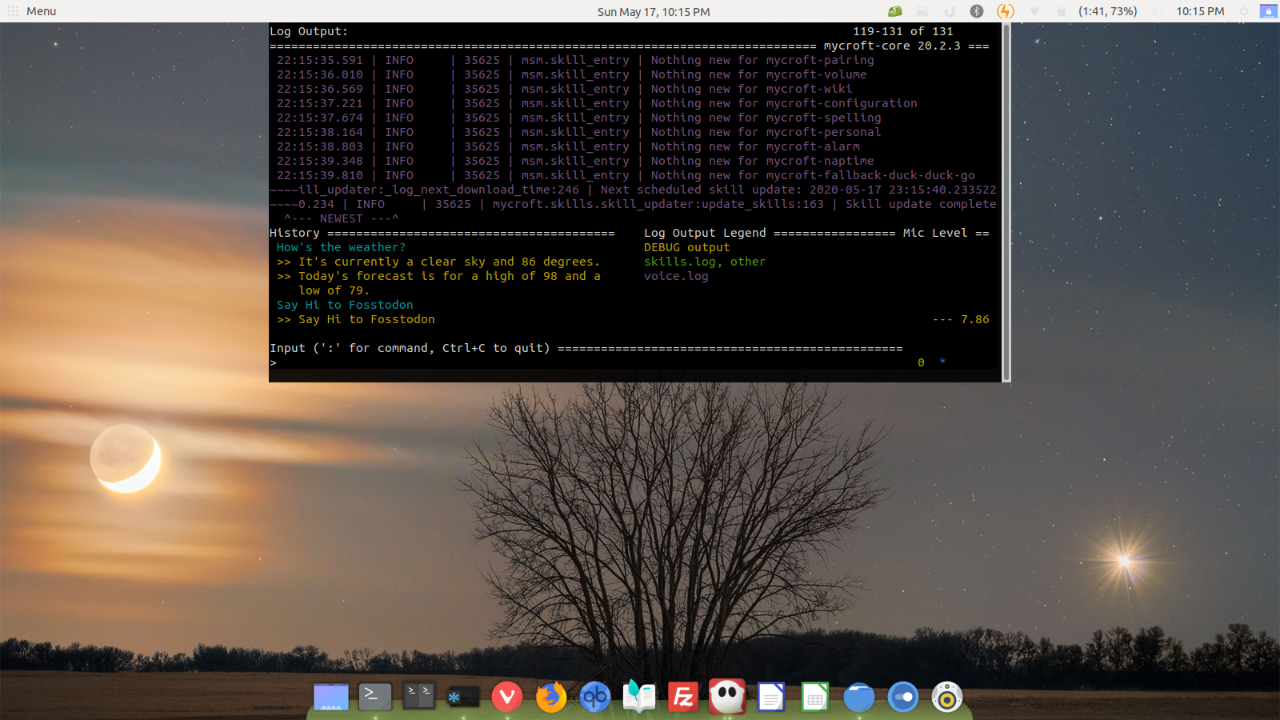 Menu Sun May 17, 10:15 PM (1:41, 73%) 10:15 PM
Log Output: 119-131 of 131
========================================================================= mycroft-core 20.2.3 ===
22:15:35.591 | INFO | 35625 | msm.skill_entry | Nothing new for mycroft-pairing
22:15:36.010 | INFO | 35625 | msm.skill_entry | Nothing new for mycroft-volume
22:15:36.569 | INFO | 35625 | msm.skill_entry | Nothing new for mycroft-wiki
22:15:37.221 | INFO | 35625 | msm.skill_entry | Nothing new for mycroft-configuration
22:15:37.674 | INFO | 35625 | msm.skill_entry | Nothing new for mycroft-spelling
22:15:38.164 | INFO | 35625 | msm.skill_entry | Nothing new for mycroft-personal
22:15:38.803 | INFO | 35625 | msm.skill_entry | Nothing new for mycroft-alarm
22:15:39.348 | INFO | 35625 | msm.skill_entry | Nothing new for mycroft-naptime
22:15:39.810 | INFO | 35625 | msm.skill_entry | Nothing new for mycroft-fallback-duck-duck-go
~~~~ill_updater:_log_next_download_time:246 | Next scheduled skill update: 2020-05-17 23:15:40.233522
~~~~0.234 | INFO | 35625 | mycroft.skills.skill_updater:update_skills:163 | Skill update complete
^--- NEWEST ---^
History ======================================== Log Output Legend ================= Mic Level ==
How's the weather? DEBUG output
>> It's currently a clear sky and 86 degrees. skills.log, other
>> Today's forecast is for a high of 98 and a voice.log
low of 79.
Say Hi to Fosstodon
>> Say Hi to Fosstodon --- 7.86
Input (':' for command, Ctrl+C to quit) ================================================
> 0 *